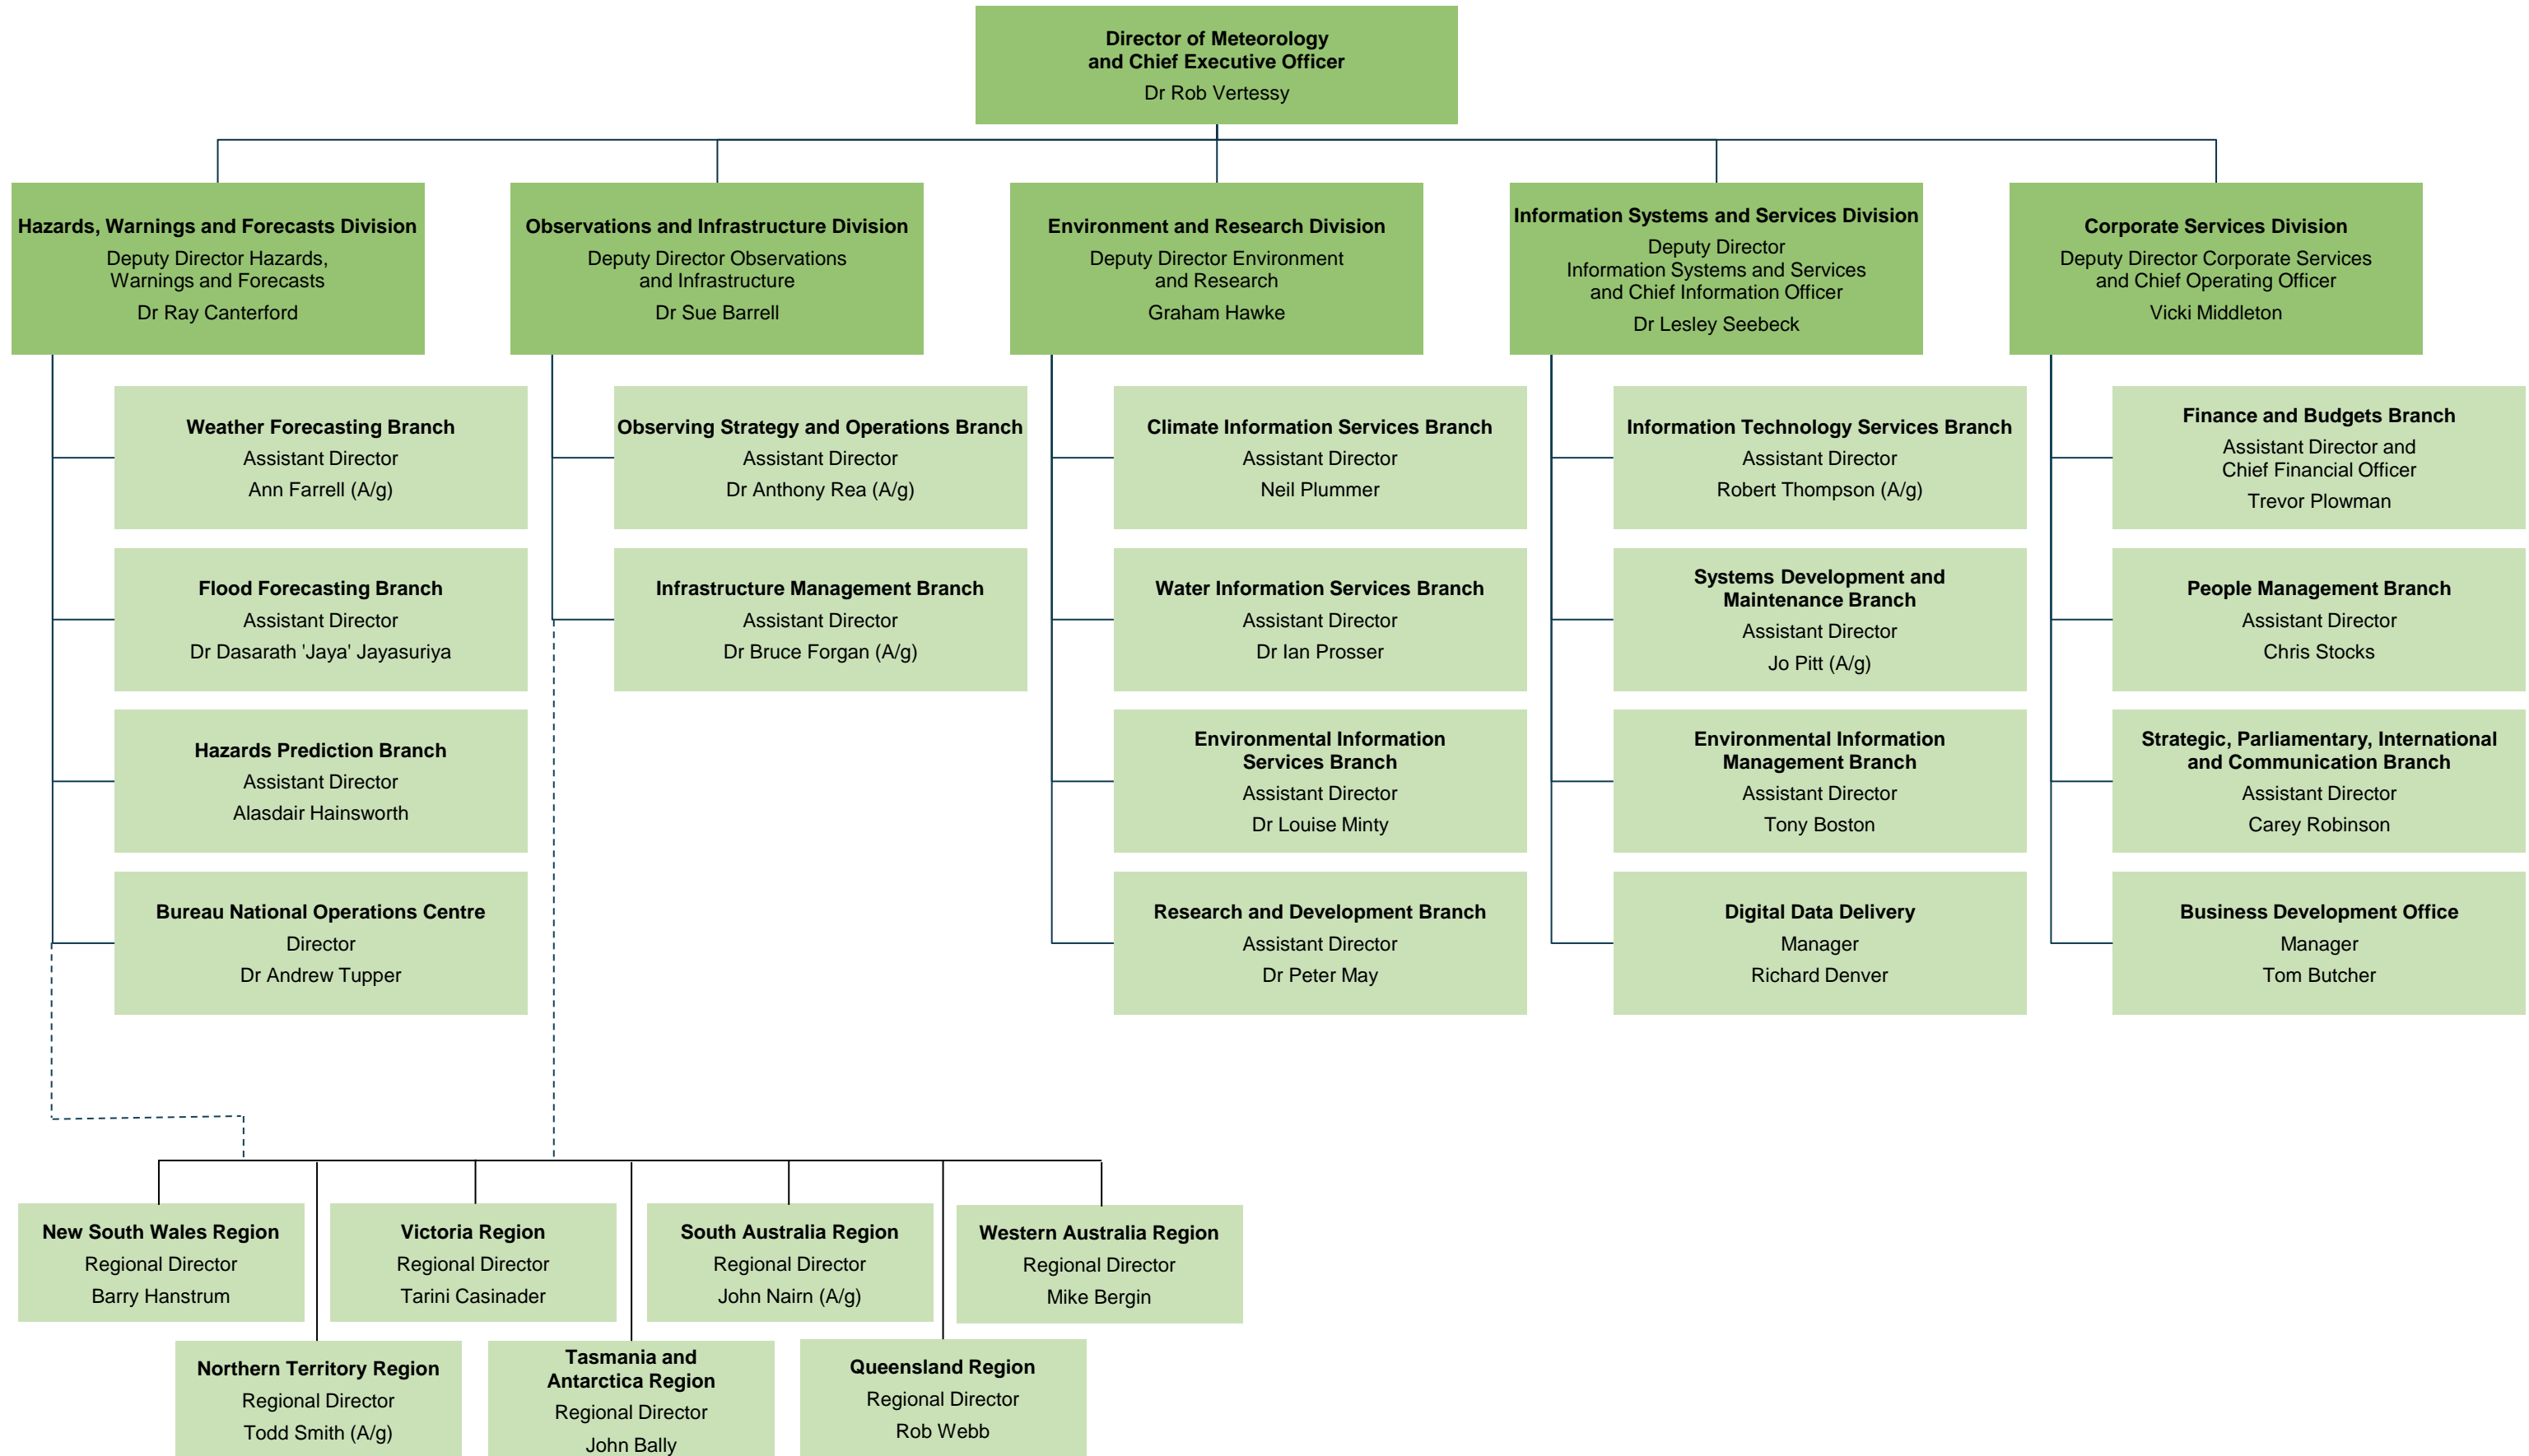 Director of Meteorology
and Chief Executive Officer
Dr Rob Vertessy
Hazards, Warnings and Forecasts Division
Deputy Director Hazards,
Warnings and Forecasts
Dr Ray Canterford
Observations and Infrastructure Division
Deputy Director Observations
and Infrastructure
Dr Sue Barrell
Environment and Research Division
Deputy Director Environment
and Research
Graham Hawke
Information Systems and Services Division
Deputy Director
Information Systems and Services
and Chief Information Officer
Dr Lesley Seebeck
Corporate Services Division
Deputy Director Corporate Services
and Chief Operating Officer
Vicki Middleton
Weather Forecasting Branch
Assistant Director
Ann Farrell (A/g)
Observing Strategy and Operations Branch
Assistant Director
Dr Anthony Rea (A/g)
Climate Information Services Branch
Assistant Director
Neil Plummer
Information Technology Services Branch
Assistant Director
Robert Thompson (A/g)
Finance and Budgets Branch
Assistant Director and
Chief Financial Officer
Trevor Plowman
Flood Forecasting Branch
Assistant Director
Dr Dasarath 'Jaya' Jayasuriya
Infrastructure Management Branch
Assistant Director
Dr Bruce Forgan (A/g)
Water Information Services Branch
Assistant Director
Dr Ian Prosser
Systems Development and
Maintenance Branch
Assistant Director
Jo Pitt (A/g)
People Management Branch
Assistant Director
Chris Stocks
Hazards Prediction Branch
Assistant Director
Alasdair Hainsworth
Environmental Information
Services Branch
Assistant Director
Dr Louise Minty
Environmental Information
Management Branch
Assistant Director
Tony Boston
Strategic, Parliamentary, International
and Communication Branch
Assistant Director
Carey Robinson
Bureau National Operations Centre
Director
Dr Andrew Tupper
Research and Development Branch
Assistant Director
Dr Peter May
Digital Data Delivery
Manager
Richard Denver
Business Development Office
Manager
Tom Butcher
New South Wales Region
Regional Director
Barry Hanstrum
Victoria Region
Regional Director
Tarini Casinader
South Australia Region
Regional Director
John Nairn (A/g)
Western Australia Region
Regional Director
Mike Bergin
Northern Territory Region
Regional Director
Todd Smith (A/g)
Tasmania and
Antarctica Region
Regional Director
John Bally
Queensland Region
Regional Director
Rob Webb